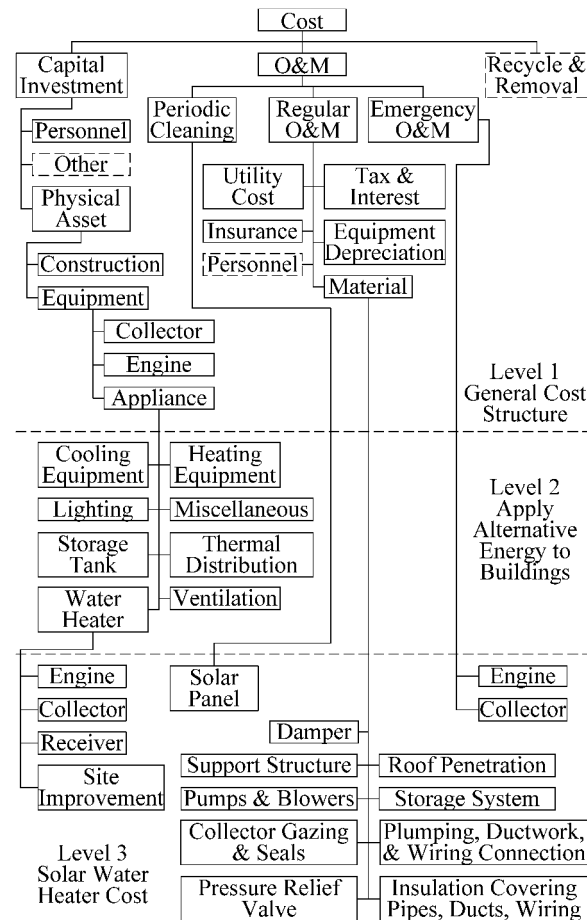 Cost
Capital
Investment
O&M
Recycle &
Removal
Periodic
Cleaning
Regular
O&M
Emergency
O&M
Personnel
Other
Physical
Asset
Utility
Cost
Tax &
Interest
Insurance
Equipment
Depreciation
Personnel
Material
Construction
Equipment
Collector
Engine
Appliance
Level 1
General Cost
Structure
Cooling
Equipment
Heating
Equipment
Lighting
Miscellaneous
Storage
Tank
Thermal
Distribution
Water
Heater
Ventilation
Level 2
Apply
Alternative
Energy to
Buildings
Engine
Collector
Receiver
Site
Improvement
Solar
Panel
Engine
Collector
Damper
Support Structure
Roof Penetration
Pumps & Blowers
Storage System
Collector Gazing
& Seals
Plumping, Ductwork,
& Wiring Connection
Pressure Relief
Valve
Insulation Covering
Pipes, Ducts, Wiring
Level 3
Solar Water
Heater Cost